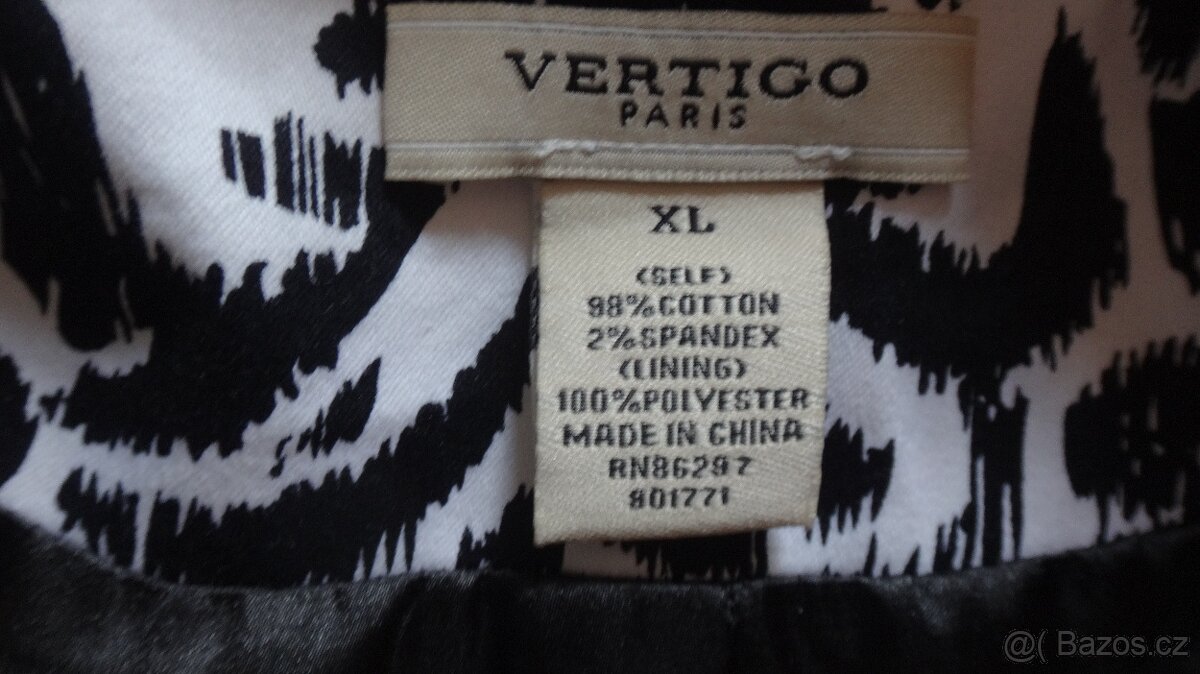 VERTIGO
PARIS
XL
(SELF)
98%COTTON
2%SPANDEX
(LINING)
100%POLYESTER
MADE IN CHINA
RN86297
801771
@( Bazos.cz